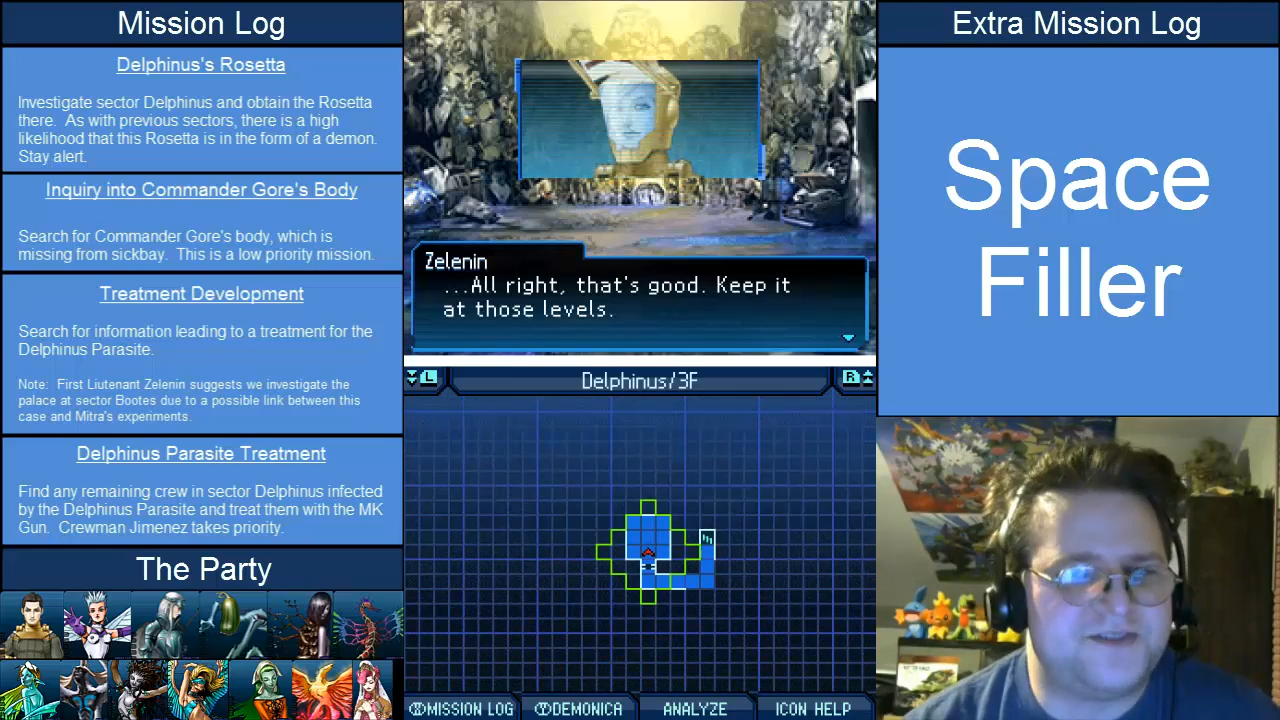 Mission Log
Delphinus's Rosetta
Investigate sector Delphinus and obtain the Rosetta
there. As with previous sectors, there is a high
likelihood that this Rosetta is in the form of a demon.
Stay alert.
Inquiry into Commander Gore's Body
Search for Commander Gore's body, which is
missing from sickbay. This is a low priority mission.
Treatment Development
Search for information leading to a treatment for the
Delphinus Parasite.
Note: First Liutenant Zelenin suggests we investigate the
palace at sector Bootes due to a possible link between this
case and Mitra's experiments.
Delphinus Parasite Treatment
Find any remaining crew in sector Delphinus infected
by the Delphinus Parasite and treat them with the MK
Gun. Crewman Jimenez takes priority.
The Party
Zelenin
...All right, that's good. Keep it
at those levels.
L
Delphinus/3F
R
MISSION LOG
DEMONICA
ANALYZE
ICON HELP
Extra Mission Log
Space
Filler